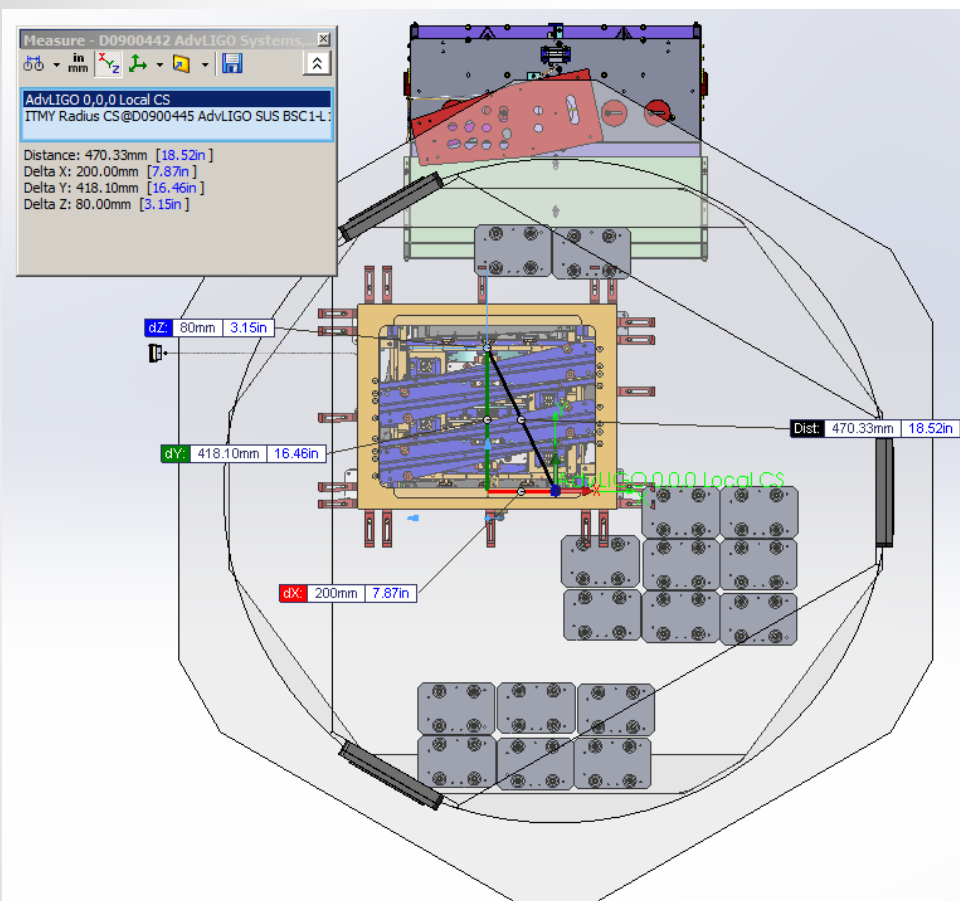 Measure - D0900442 AdvLIGO Systems,...
in
mm
X
Y
Z
AdvLIGO 0,0,0 Local CS
ITMY Radius CS@D0900445 AdvLIGO SUS BSC1-L1
Distance: 470.33mm [18.52in ]
Delta X: 200.00mm [7.87in ]
Delta Y: 418.10mm [16.46in ]
Delta Z: 80.00mm [3.15in ]
dZ: 80mm 3.15in
Dist: 470.33mm 18.52in
dY: 418.10mm 16.46in
LIGO 0,0,0 Local CS
X
dX: 200mm 7.87in